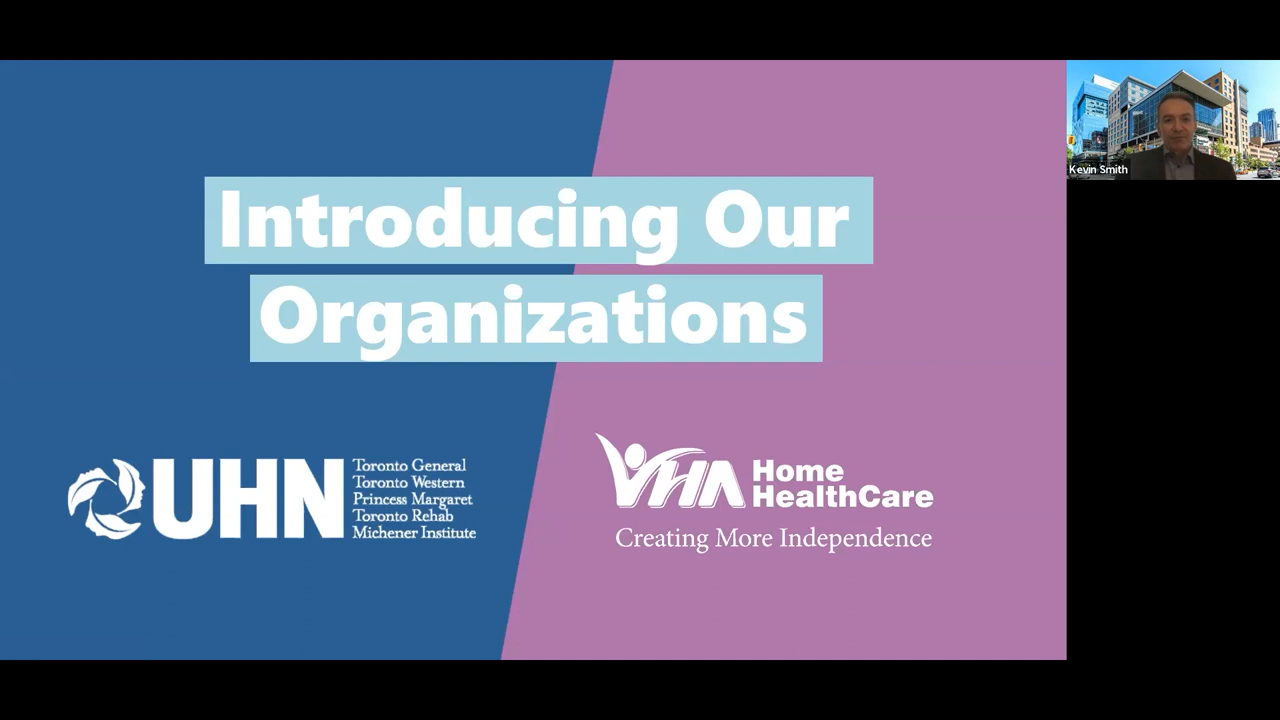 Introducing Our
Organizations
UHN
Toronto General
Toronto Western
Princess Margaret
Toronto Rehab
Michener Institute
VHA Home
HealthCare
Creating More Independence
Kevin Smith